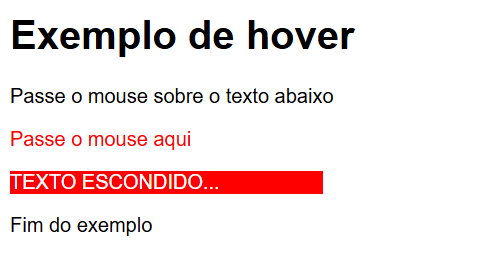 Exemplo de hover
Passe o mouse sobre o texto abaixo
Passe o mouse aqui
TEXTO ESCONDIDO...
Fim do exemplo